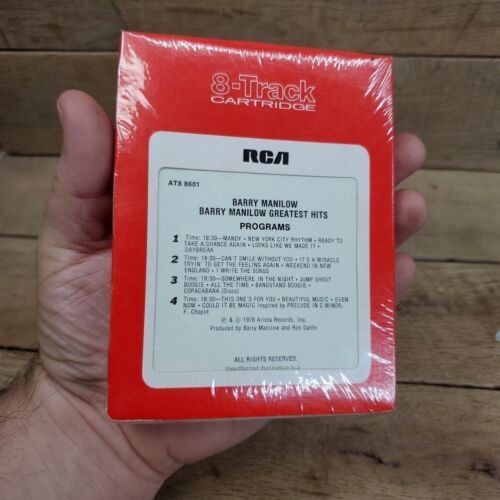 8-Track
CARTRIDGE
RCA
AT8 8601
BARRY MANILOW
BARRY MANILOW GREATEST HITS
PROGRAMS
1 Time: 18:30—MANDY • NEW YORK CITY RHYTHM • READY TO
TAKE A CHANCE AGAIN • LOOKS LIKE WE MADE IT •
DAYBREAK
2 Time: 18:30—CAN'T SMILE WITHOUT YOU • IT'S A MIRACLE
TRYIN' TO GET THE FEELING AGAIN • WEEKEND IN NEW
ENGLAND • I WRITE THE SONGS
3 Time: 18:30—SOMEWHERE IN THE NIGHT • JUMP SHOUT
BOOGIE • ALL THE TIME • BANDSTAND BOOGIE •
COPACABANA (Disco)
4 Time: 18:30—THIS ONE'S FOR YOU • BEAUTIFUL MUSIC • EVEN
NOW • COULD IT BE MAGIC Inspired by PRELUDE IN C MINOR,
F. Chopin
℗ & © 1978 Arista Records, Inc.
Produced by Barry Manilow and Ron Dante
ALL RIGHTS RESERVED.
Unauthorized duplication is a